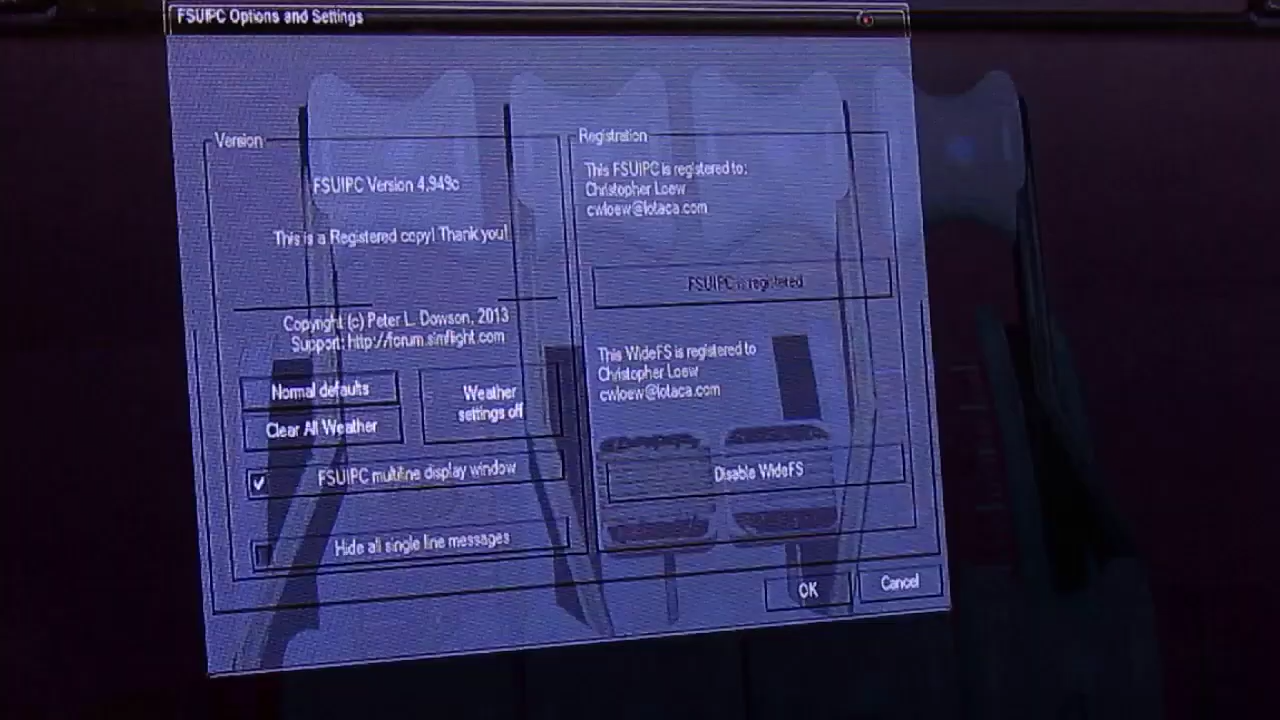 FSUIPC Options and Settings
Version
FSUIPC Version 4.949c
This is a Registered copy! Thank you!
Copyright (c) Peter L. Dowson, 2013
Support: http://forum.simflight.com
Normal defaults
Clear All Weather
Weather
settings off
FSUIPC multiline display window
Hide all single line messages
Registration
This FSUIPC is registered to:
Christopher Loew
cwloew@lotaca.com
FSUIPC is registered
This WideFS is registered to
Christopher Loew
cwloew@lotaca.com
Disable WideFS
OK
Cancel